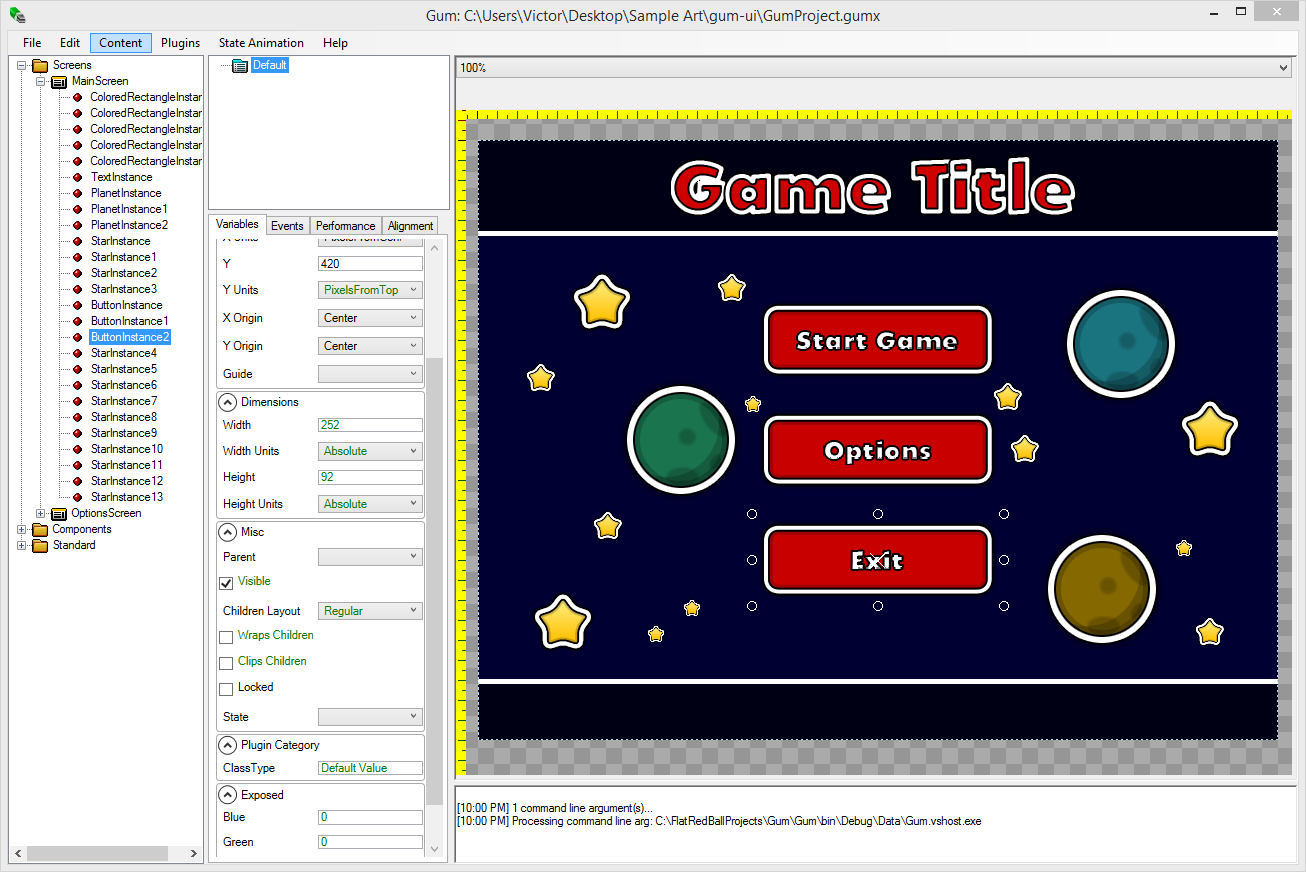 Gum: C:\Users\Victor\Desktop\Sample Art\gum-ui\GumProject.gumx
File Edit Content Plugins State Animation Help
Screens
MainScreen
ColoredRectangleInstar
ColoredRectangleInstar
ColoredRectangleInstar
ColoredRectangleInstar
ColoredRectangleInstar
TextInstance
PlanetInstance
PlanetInstance1
PlanetInstance2
StarInstance
StarInstance1
StarInstance2
StarInstance3
ButtonInstance
ButtonInstance1
ButtonInstance2
StarInstance4
StarInstance5
StarInstance6
StarInstance7
StarInstance8
StarInstance9
StarInstance10
StarInstance11
StarInstance12
StarInstance13
OptionsScreen
Components
Standard
Default
Variables Events Performance Alignment
X Units
Y 420
Y Units PixelsFromTop
X Origin Center
Y Origin Center
Guide
Dimensions
Width 252
Width Units Absolute
Height 92
Height Units Absolute
Misc
Parent
Visible
Children Layout Regular
Wraps Children
Clips Children
Locked
State
Plugin Category
ClassType Default Value
Exposed
Blue 0
Green 0
100%
Game Title
Start Game
Options
Exit
[10:00 PM] 1 command line argument(s)...
[10:00 PM] Processing command line arg: C:\FlatRedBallProjects\Gum\Gum\bin\Debug\Data\Gum.vshost.exe